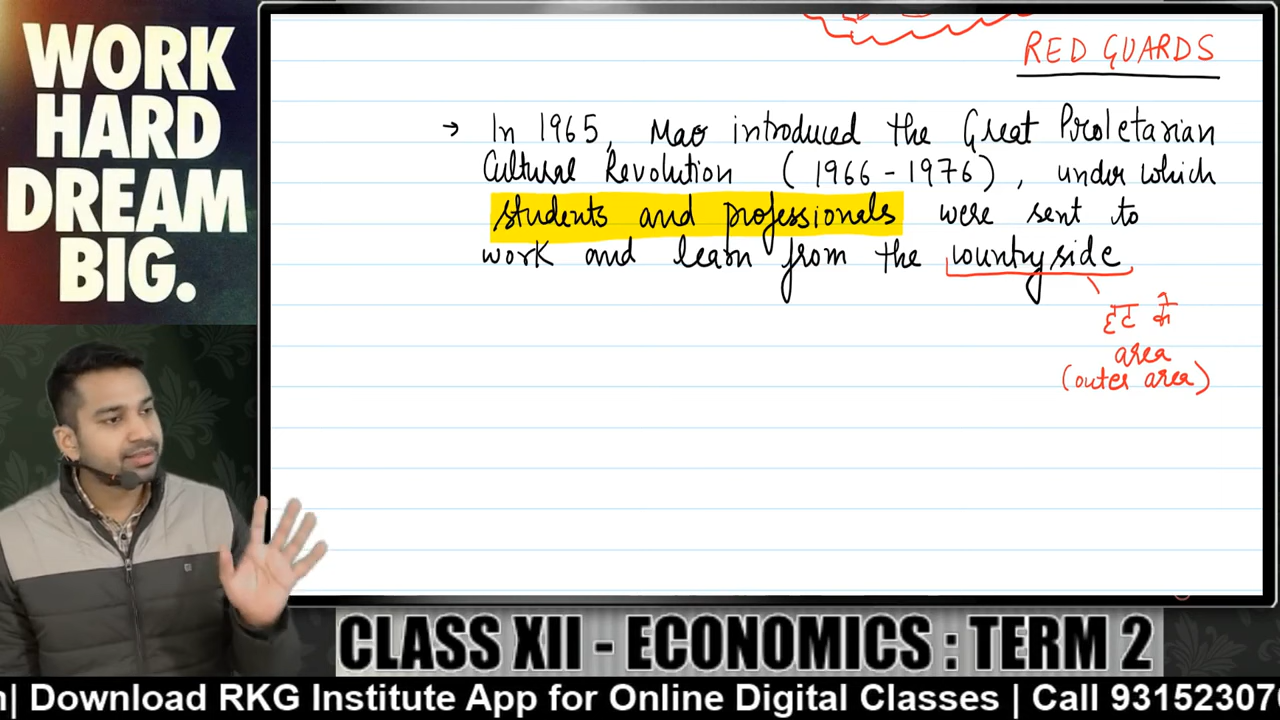 WORK
HARD
DREAM
BIG.
RED GUARDS
→ In 1965, Mao introduced the Great Proletarian
Cultural Revolution (1966 - 1976), under which
students and professionals were sent to
work and learn from the countryside
area
(outer area)
CLASS XII - ECONOMICS : TERM 2
| Download RKG Institute App for Online Digital Classes | Call 93152307